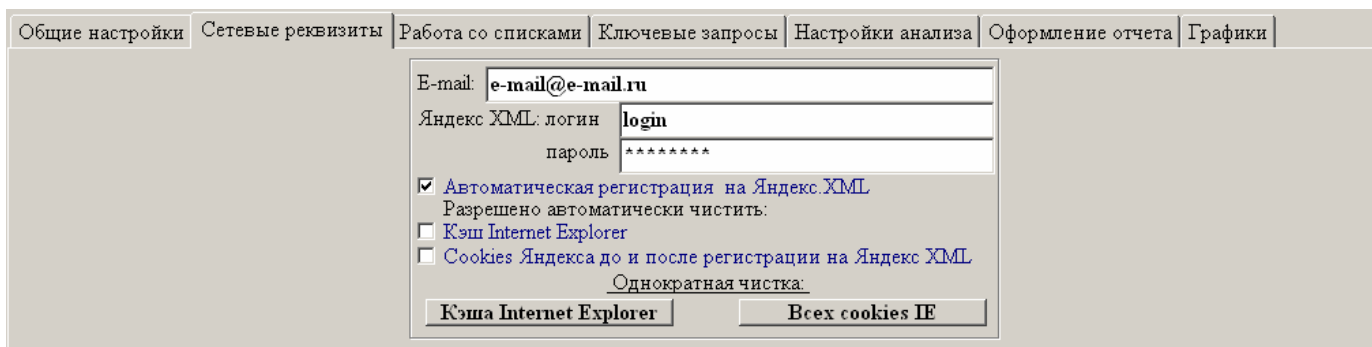 Общие настройки Сетевые реквизиты Работа со списками Ключевые запросы Настройки анализа Оформление отчета Графики
E-mail: e-mail@e-mail.ru
Яндекс XML: логин login
пароль ********
Автоматическая регистрация на Яндекс.XML
Разрешено автоматически чистить:
Кэш Internet Explorer
Cookies Яндекса до и после регистрации на Яндекс XML
Однократная чистка:
Кэша Internet Explorer Всех cookies IE